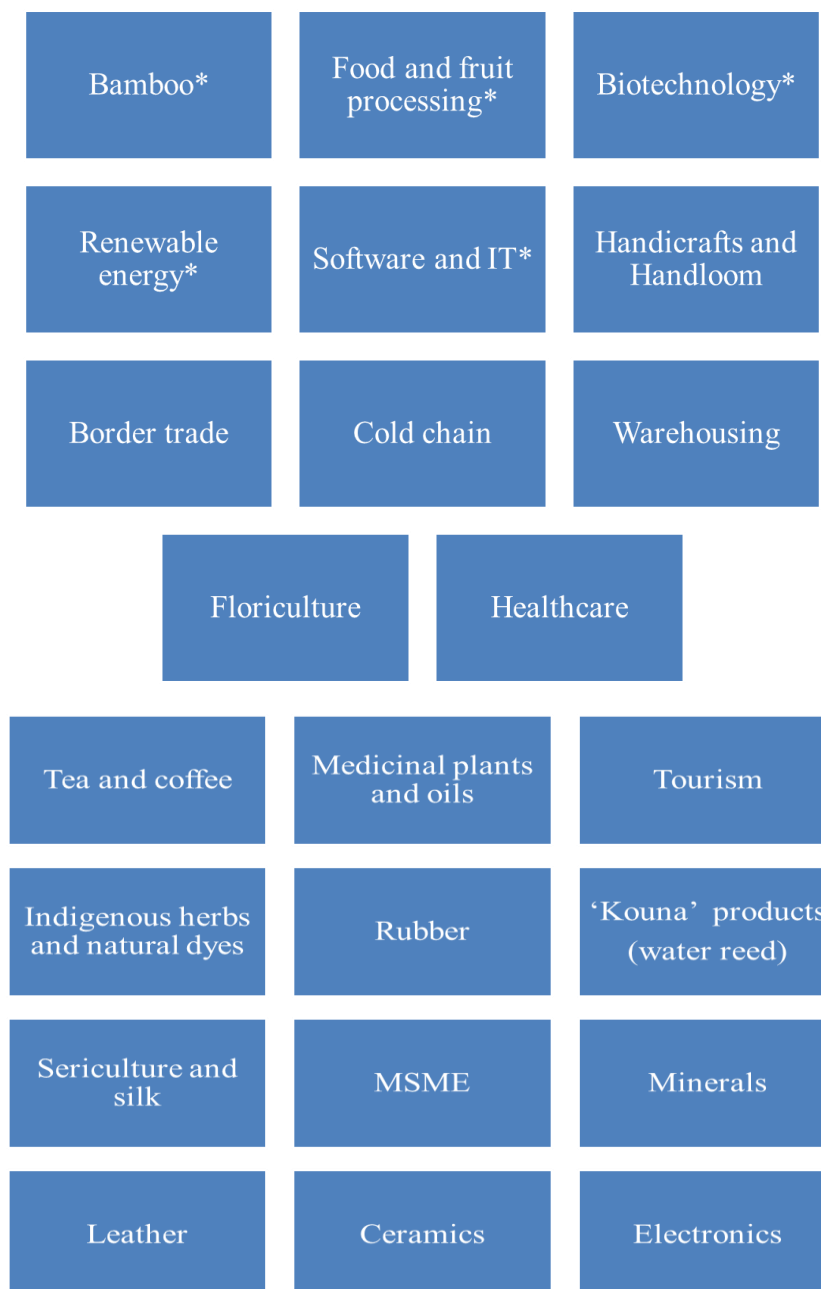 Bamboo*
Food and fruit
processing*
Biotechnology*
Renewable
energy*
Software and IT*
Handicrafts and
Handloom
Border trade
Cold chain
Warehousing
Floriculture
Healthcare
Tea and coffee
Medicinal plants
and oils
Tourism
Indigenous herbs
and natural dyes
Rubber
‘Kouna’ products
(water reed)
Sericulture and
silk
MSME
Minerals
Leather
Ceramics
Electronics